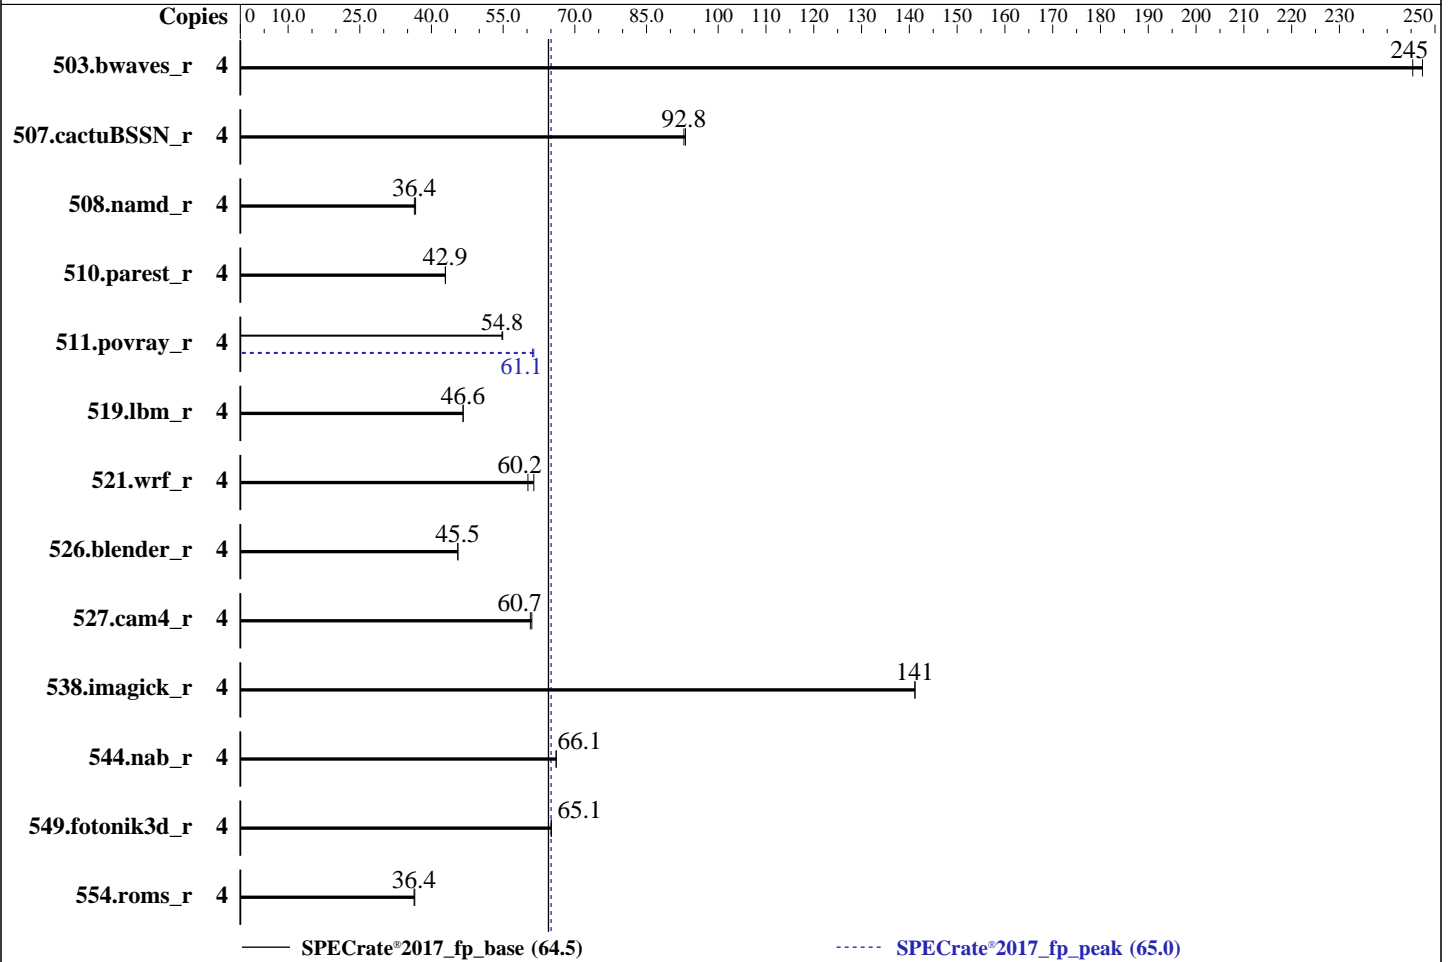 Copies 0 10.0 25.0 40.0 55.0 70.0 85.0 100 110 120 130 140 150 160 170 180 190 200 210 220 230 250
503.bwaves_r 4 245
507.cactuBSSN_r 4 92.8
508.namd_r 4 36.4
510.parest_r 4 42.9
511.povray_r 4 54.8
61.1
519.lbm_r 4 46.6
521.wrf_r 4 60.2
526.blender_r 4 45.5
527.cam4_r 4 60.7
538.imagick_r 4 141
544.nab_r 4 66.1
549.fotonik3d_r 4 65.1
554.roms_r 4 36.4
SPECrate®2017_fp_base (64.5) SPECrate®2017_fp_peak (65.0)